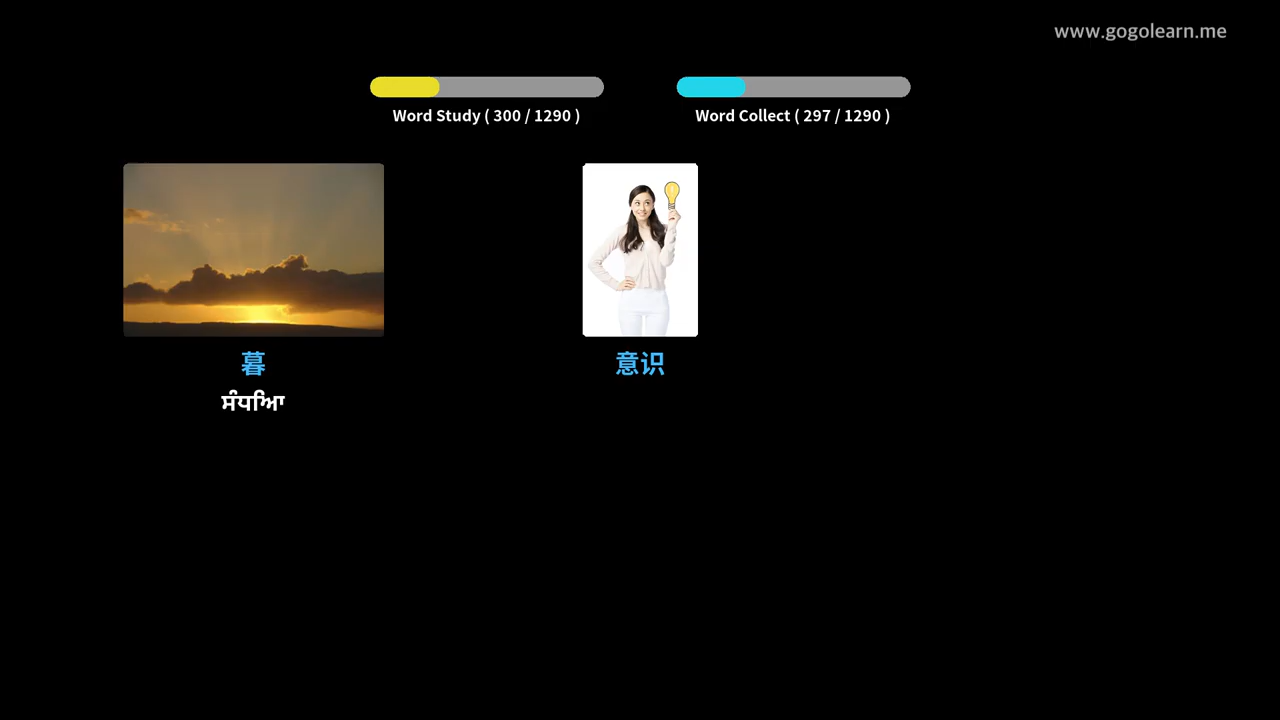 www.gogolearn.me
Word Study ( 300 / 1290 )
Word Collect ( 297 / 1290 )
暮
ਸੰਧਿਆ
意识